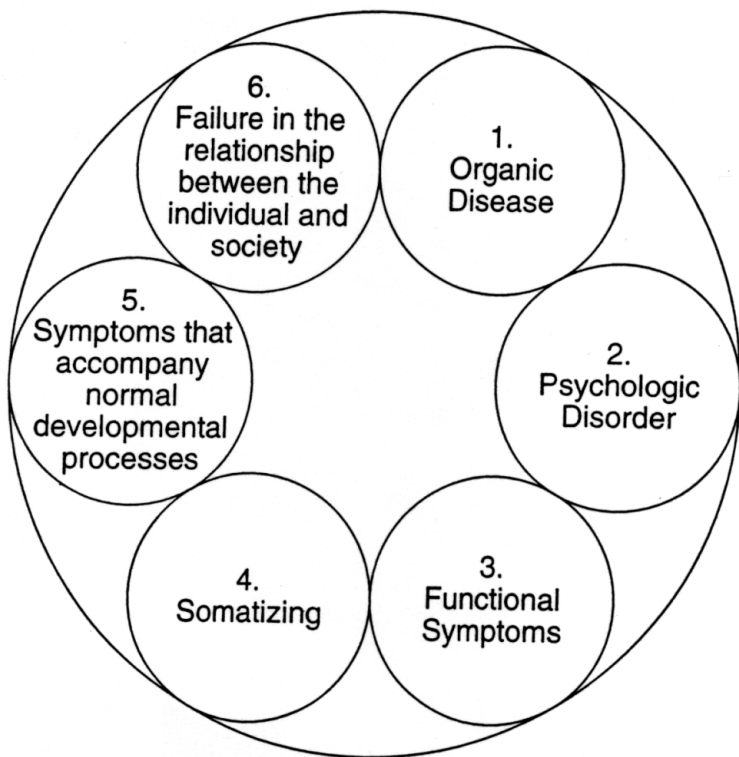 1.
Organic
Disease
2.
Psychologic
Disorder
3.
Functional
Symptoms
4.
Somatizing
5.
Symptoms that
accompany
normal
developmental
processes
6.
Failure in the
relationship
between the
individual and
society